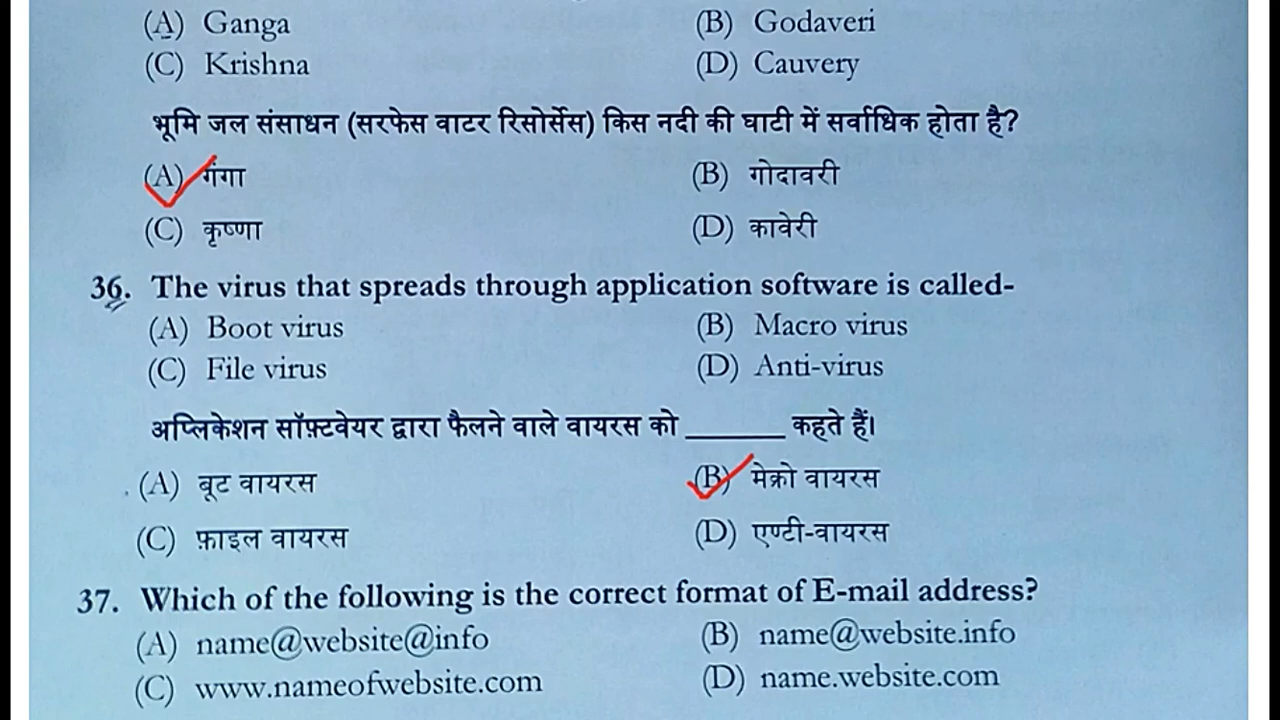 (A) Ganga (B) Godaveri
(C) Krishna (D) Cauvery
भूमि जल संसाधन (सरफेस वाटर रिसोर्सेस) किस नदी की घाटी में सर्वाधिक होता है?
(A) गंगा (B) गोदावरी
(C) कृष्णा (D) कावेरी
36. The virus that spreads through application software is called-
(A) Boot virus (B) Macro virus
(C) File virus (D) Anti-virus
अप्लिकेशन सॉफ़्टवेयर द्वारा फैलने वाले वायरस को ______ कहते हैं।
(A) बूट वायरस (B) मेक्रो वायरस
(C) फ़ाइल वायरस (D) एण्टी-वायरस
37. Which of the following is the correct format of E-mail address?
(A) name@website@info (B) name@website.info
(C) www.nameofwebsite.com (D) name.website.com